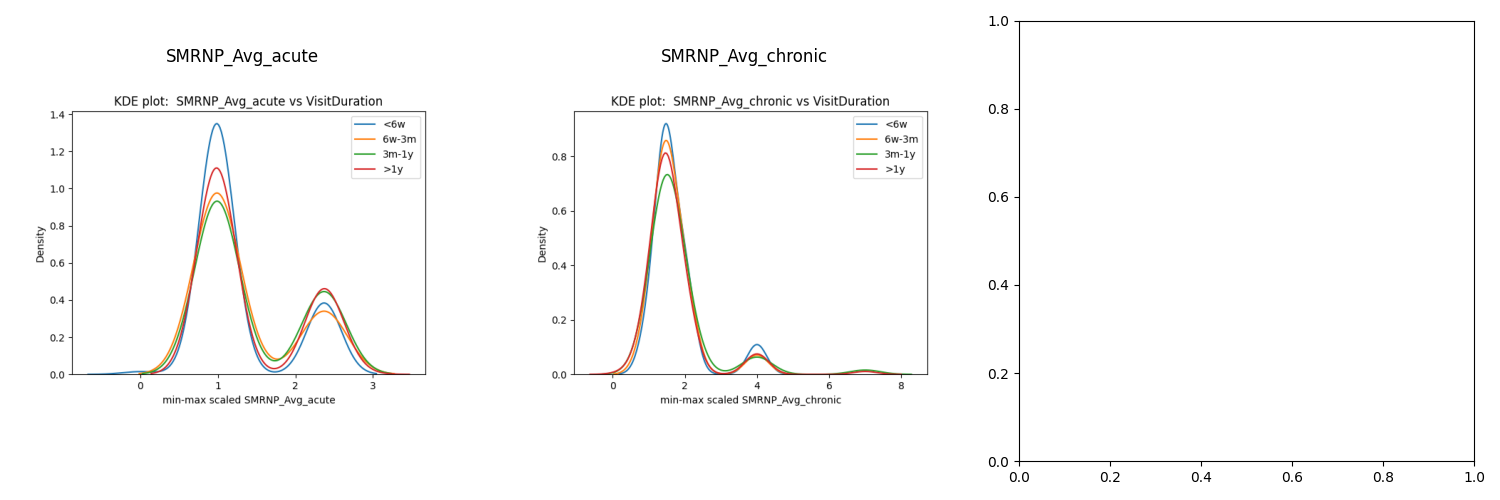 SMRNP_Avg_acute
KDE plot:  SMRNP_Avg_acute vs VisitDuration
1.4
1.2
1.0
0.8
0.6
0.4
0.2
0.0
Density
<6w
6w-3m
3m-1y
>1y
0 1 2 3
min-max scaled SMRNP_Avg_acute
SMRNP_Avg_chronic
KDE plot:  SMRNP_Avg_chronic vs VisitDuration
0.8
0.6
0.4
0.2
0.0
Density
<6w
6w-3m
3m-1y
>1y
0 2 4 6 8
min-max scaled SMRNP_Avg_chronic
1.0
0.8
0.6
0.4
0.2
0.0
0.0 0.2 0.4 0.6 0.8 1.0